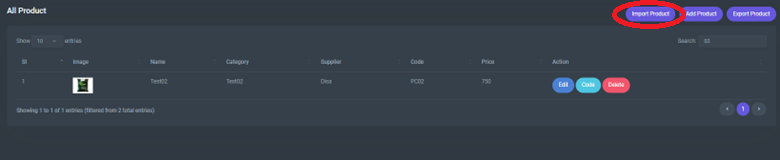 All Product
Import Product Add Product Export Product
Show 10 entries Search: 02
Sl Image Name Category Supplier Code Price Action
1 Test02 Test02 PC02 750 Edit Code Delete
Showing 1 to 1 of 1 entries (filtered from 2 total entries)
1